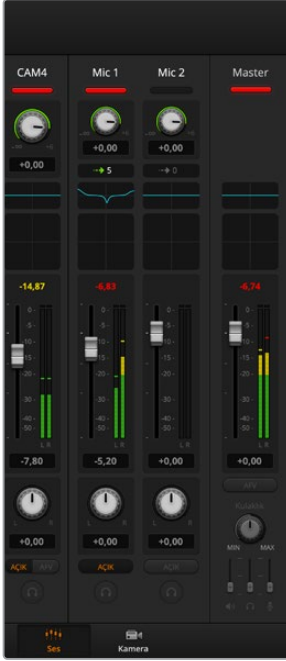 CAM4 Mic 1 Mic 2 Master
+0,00 +0,00 +0,00
5 0
-14,87 -6,83 -6,74
L R L R L R L R
-7,80 -5,20 +0,00 +0,00
AFV
Kulaklık
L R L R L R
MIN MAX
+0,00 +0,00 +0,00
AÇIK AFV AÇIK AÇIK
Ses Kamera